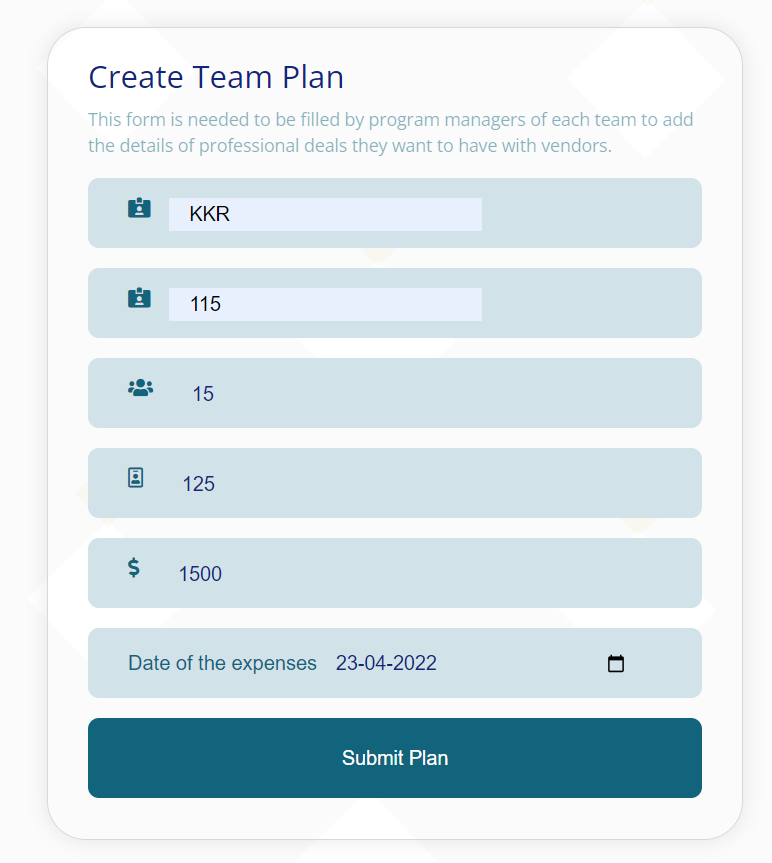 Create Team Plan
This form is needed to be filled by program managers of each team to add
the details of professional deals they want to have with vendors.
KKR
115
15
125
$ 1500
Date of the expenses 23-04-2022
Submit Plan